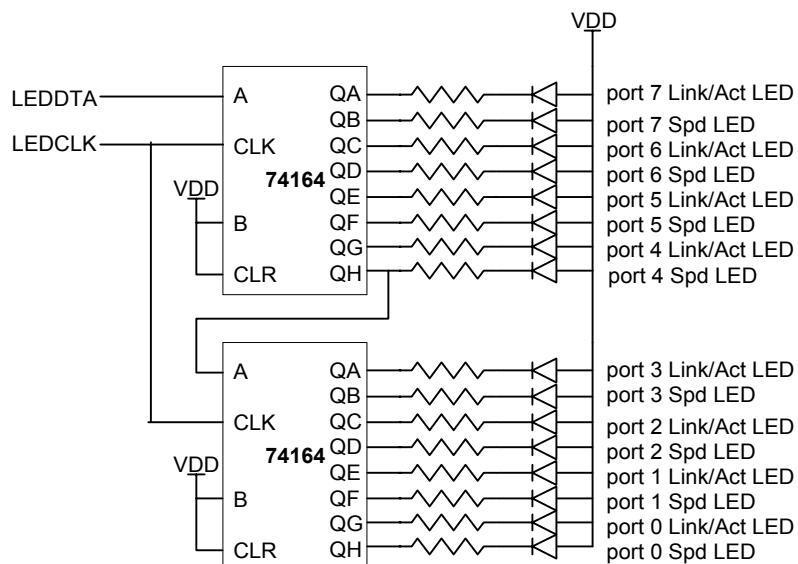 VDD
LEDDTA
A
QA
port 7 Link/Act LED
QB
port 7 Spd LED
LEDCLK
CLK
QC
port 6 Link/Act LED
74164
QD
port 6 Spd LED
VDD
QE
port 5 Link/Act LED
B
QF
port 5 Spd LED
QG
port 4 Link/Act LED
CLR
QH
port 4 Spd LED
A
QA
port 3 Link/Act LED
QB
port 3 Spd LED
CLK
QC
port 2 Link/Act LED
74164
QD
port 2 Spd LED
VDD
QE
port 1 Link/Act LED
B
QF
port 1 Spd LED
QG
port 0 Link/Act LED
CLR
QH
port 0 Spd LED